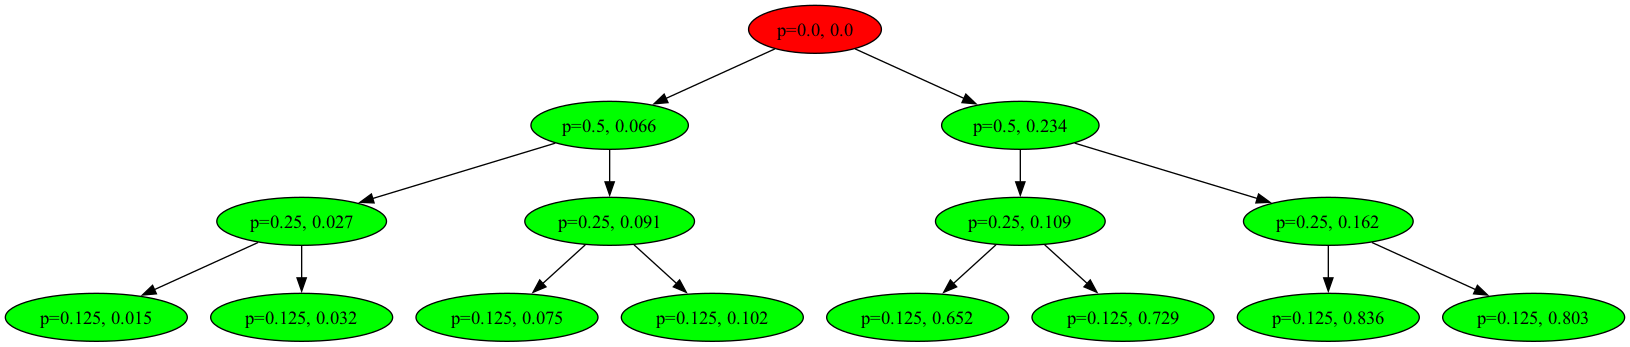 p=0.0, 0.0
p=0.5, 0.066
p=0.5, 0.234
p=0.25, 0.027
p=0.25, 0.091
p=0.25, 0.109
p=0.25, 0.162
p=0.125, 0.015
p=0.125, 0.032
p=0.125, 0.075
p=0.125, 0.102
p=0.125, 0.652
p=0.125, 0.729
p=0.125, 0.836
p=0.125, 0.803